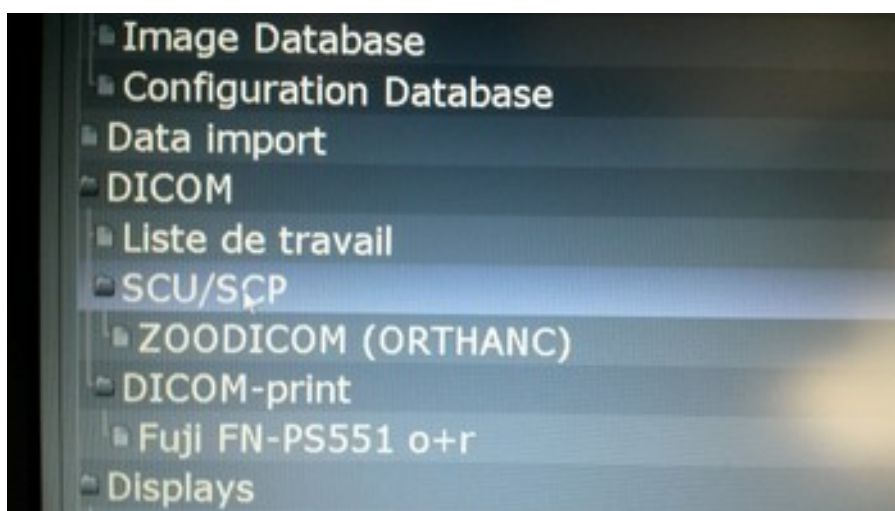 Image Database
Configuration Database
Data import
DICOM
Liste de travail
SCU/SCP
ZOODICOM (ORTHANC)
DICOM-print
Fuji FN-PS551 o+r
Displays